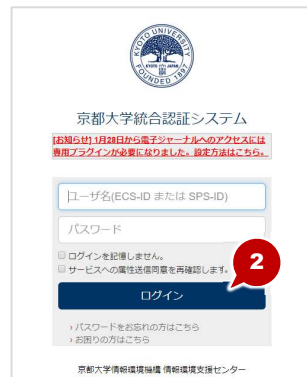 KYOTO UNIVERSITY
KYOTO JAPAN
FOUNDED 1897
京都大学統合認証システム
[お知らせ] 1月28日から電子ジャーナルへのアクセスには
専用プラグインが必要になりました。設定方法はこちら。
ユーザ名(ECS-ID または SPS-ID)
パスワード
ログインを記憶しません。
サービスへの属性送信同意を再確認します。
2
ログイン
› パスワードをお忘れの方はこちら
› お困りの方はこちら
京都大学情報環境機構 情報環境支援センター